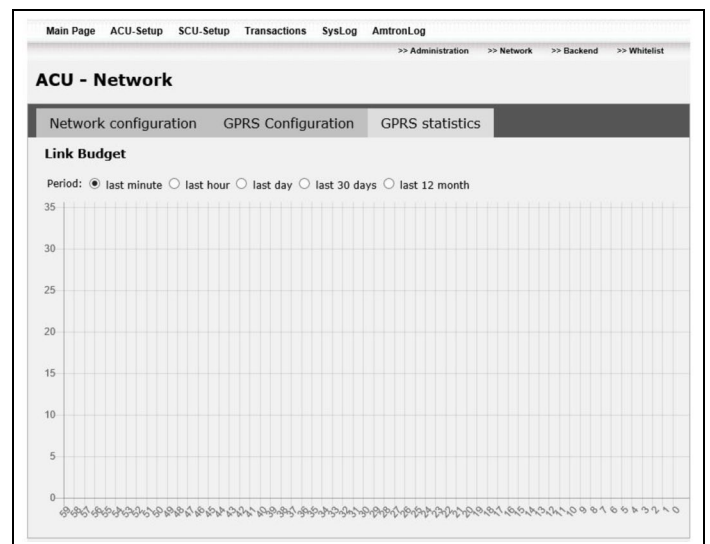 Main Page ACU-Setup SCU-Setup Transactions SysLog AmtronLog
>> Administration >> Network >> Backend >> Whitelist
ACU - Network
Network configuration GPRS Configuration GPRS statistics
Link Budget
Period: last minute last hour last day last 30 days last 12 month
35
30
25
20
15
10
5
0
59 58 57 56 55 54 53 52 51 50 49 48 47 46 45 44 43 42 41 40 39 38 37 36 35 34 33 32 31 30 29 28 27 26 25 24 23 22 21 20 19 18 17 16 15 14 13 12 11 10 9 8 7 6 5 4 3 2 1 0